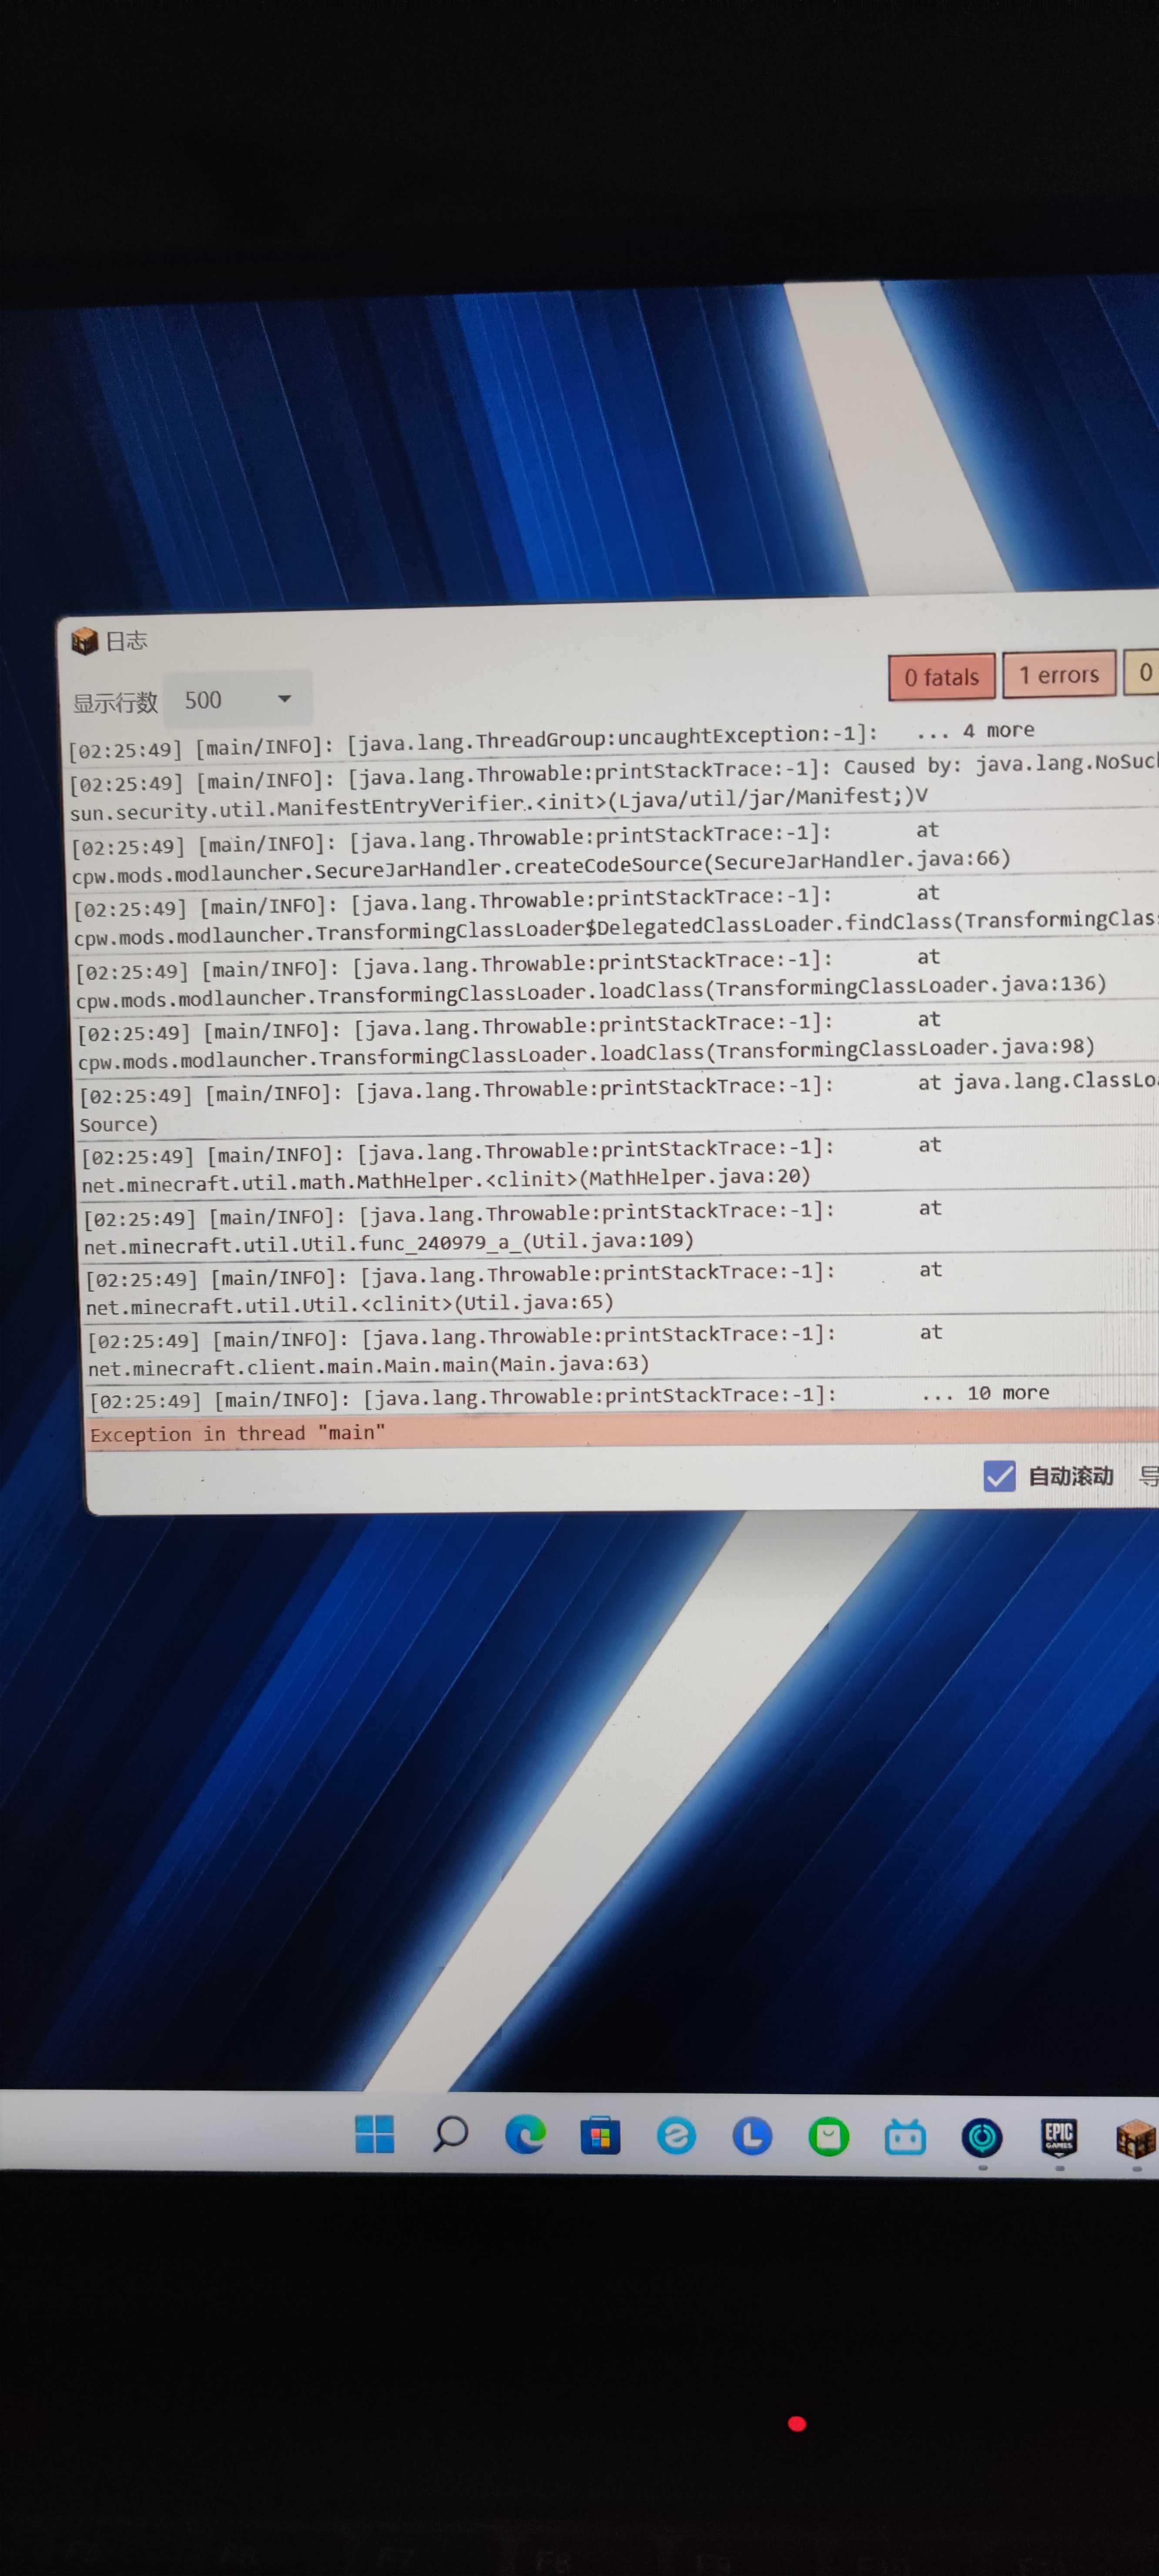 日志
显示行数 500
0 fatals 1 errors 0
[02:25:49] [main/INFO]: [java.lang.ThreadGroup:uncaughtException:-1]: ... 4 more
[02:25:49] [main/INFO]: [java.lang.Throwable:printStackTrace:-1]: Caused by: java.lang.NoSuc
sun.security.util.ManifestEntryVerifier.<init>(Ljava/util/jar/Manifest;)V
[02:25:49] [main/INFO]: [java.lang.Throwable:printStackTrace:-1]: at
cpw.mods.modlauncher.SecureJarHandler.createCodeSource(SecureJarHandler.java:66)
[02:25:49] [main/INFO]: [java.lang.Throwable:printStackTrace:-1]: at
cpw.mods.modlauncher.TransformingClassLoader$DelegatedClassLoader.findClass(TransformingClas
[02:25:49] [main/INFO]: [java.lang.Throwable:printStackTrace:-1]: at
cpw.mods.modlauncher.TransformingClassLoader.loadClass(TransformingClassLoader.java:136)
[02:25:49] [main/INFO]: [java.lang.Throwable:printStackTrace:-1]: at
cpw.mods.modlauncher.TransformingClassLoader.loadClass(TransformingClassLoader.java:98)
[02:25:49] [main/INFO]: [java.lang.Throwable:printStackTrace:-1]: at java.lang.ClassLo
Source)
[02:25:49] [main/INFO]: [java.lang.Throwable:printStackTrace:-1]: at
net.minecraft.util.math.MathHelper.<clinit>(MathHelper.java:20)
[02:25:49] [main/INFO]: [java.lang.Throwable:printStackTrace:-1]: at
net.minecraft.util.Util.func_240979_a_(Util.java:109)
[02:25:49] [main/INFO]: [java.lang.Throwable:printStackTrace:-1]: at
net.minecraft.util.Util.<clinit>(Util.java:65)
[02:25:49] [main/INFO]: [java.lang.Throwable:printStackTrace:-1]: at
net.minecraft.client.main.Main.main(Main.java:63)
[02:25:49] [main/INFO]: [java.lang.Throwable:printStackTrace:-1]: ... 10 more
Exception in thread "main"
自动滚动 导
EPIC
GAMES